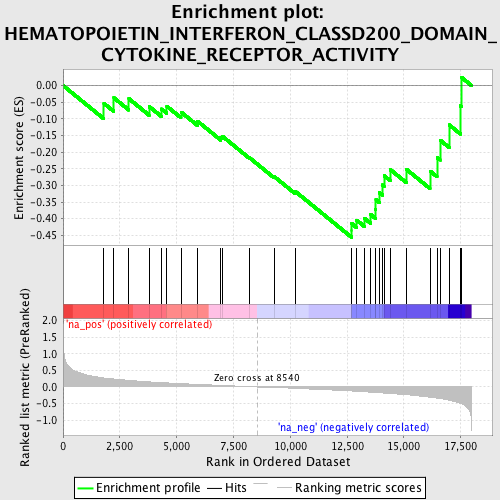 Enrichment plot:
HEMATOPOIETIN_INTERFERON_CLASSD200_DOMAIN_
CYTOKINE_RECEPTOR_ACTIVITY
Enrichment score (ES)
0.00
-0.05
-0.10
-0.15
-0.20
-0.25
-0.30
-0.35
-0.40
-0.45
'na_pos' (positively correlated)
Ranked list metric (PreRanked)
2.0
1.5
1.0
0.5
0.0
-0.5
-1.0
Zero cross at 8540
'na_neg' (negatively correlated)
0 2,500 5,000 7,500 10,000 12,500 15,000 17,500
Rank in Ordered Dataset
Enrichment profile Hits Ranking metric scores